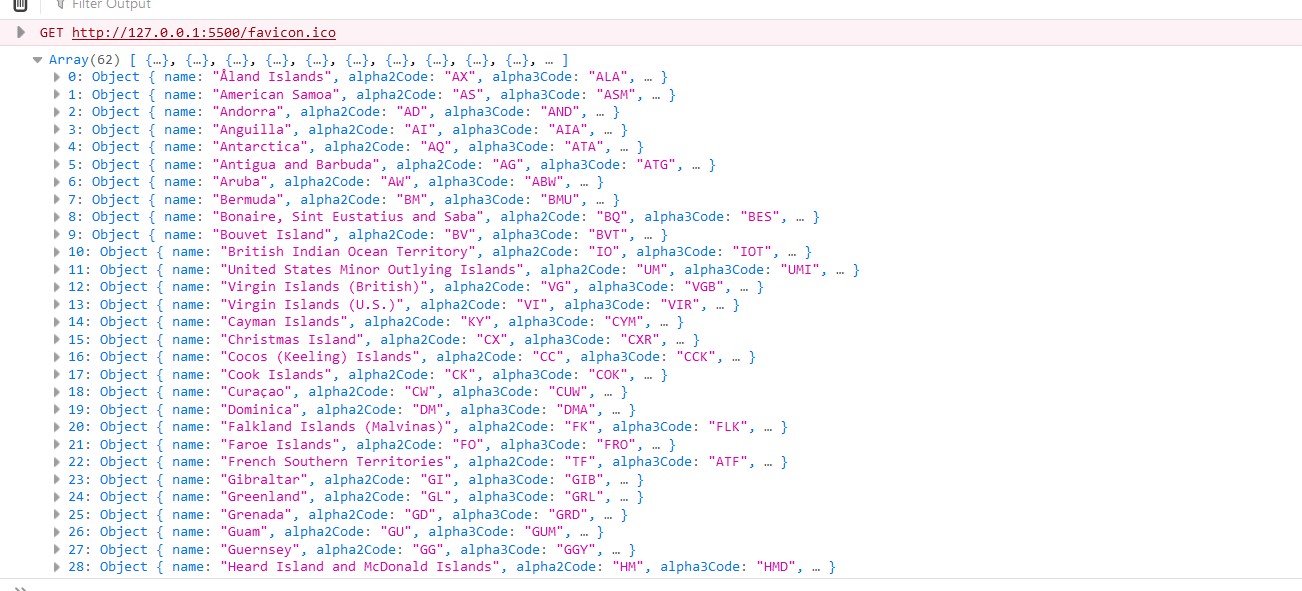 Filter Output
GET http://127.0.0.1:5500/favicon.ico
Array(62) [ {…}, {…}, {…}, {…}, {…}, {…}, {…}, {…}, {…}, {…}, … ]
0: Object { name: "Åland Islands", alpha2Code: "AX", alpha3Code: "ALA", … }
1: Object { name: "American Samoa", alpha2Code: "AS", alpha3Code: "ASM", … }
2: Object { name: "Andorra", alpha2Code: "AD", alpha3Code: "AND", … }
3: Object { name: "Anguilla", alpha2Code: "AI", alpha3Code: "AIA", … }
4: Object { name: "Antarctica", alpha2Code: "AQ", alpha3Code: "ATA", … }
5: Object { name: "Antigua and Barbuda", alpha2Code: "AG", alpha3Code: "ATG", … }
6: Object { name: "Aruba", alpha2Code: "AW", alpha3Code: "ABW", … }
7: Object { name: "Bermuda", alpha2Code: "BM", alpha3Code: "BMU", … }
8: Object { name: "Bonaire, Sint Eustatius and Saba", alpha2Code: "BQ", alpha3Code: "BES", … }
9: Object { name: "Bouvet Island", alpha2Code: "BV", alpha3Code: "BVT", … }
10: Object { name: "British Indian Ocean Territory", alpha2Code: "IO", alpha3Code: "IOT", … }
11: Object { name: "United States Minor Outlying Islands", alpha2Code: "UM", alpha3Code: "UMI", … }
12: Object { name: "Virgin Islands (British)", alpha2Code: "VG", alpha3Code: "VGB", … }
13: Object { name: "Virgin Islands (U.S.)", alpha2Code: "VI", alpha3Code: "VIR", … }
14: Object { name: "Cayman Islands", alpha2Code: "KY", alpha3Code: "CYM", … }
15: Object { name: "Christmas Island", alpha2Code: "CX", alpha3Code: "CXR", … }
16: Object { name: "Cocos (Keeling) Islands", alpha2Code: "CC", alpha3Code: "CCK", … }
17: Object { name: "Cook Islands", alpha2Code: "CK", alpha3Code: "COK", … }
18: Object { name: "Curaçao", alpha2Code: "CW", alpha3Code: "CUW", … }
19: Object { name: "Dominica", alpha2Code: "DM", alpha3Code: "DMA", … }
20: Object { name: "Falkland Islands (Malvinas)", alpha2Code: "FK", alpha3Code: "FLK", … }
21: Object { name: "Faroe Islands", alpha2Code: "FO", alpha3Code: "FRO", … }
22: Object { name: "French Southern Territories", alpha2Code: "TF", alpha3Code: "ATF", … }
23: Object { name: "Gibraltar", alpha2Code: "GI", alpha3Code: "GIB", … }
24: Object { name: "Greenland", alpha2Code: "GL", alpha3Code: "GRL", … }
25: Object { name: "Grenada", alpha2Code: "GD", alpha3Code: "GRD", … }
26: Object { name: "Guam", alpha2Code: "GU", alpha3Code: "GUM", … }
27: Object { name: "Guernsey", alpha2Code: "GG", alpha3Code: "GGY", … }
28: Object { name: "Heard Island and McDonald Islands", alpha2Code: "HM", alpha3Code: "HMD", … }